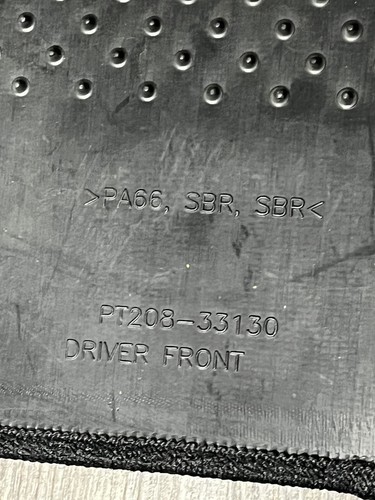 >PA66, SBR, SBR<
PT208-33130
DRIVER FRONT